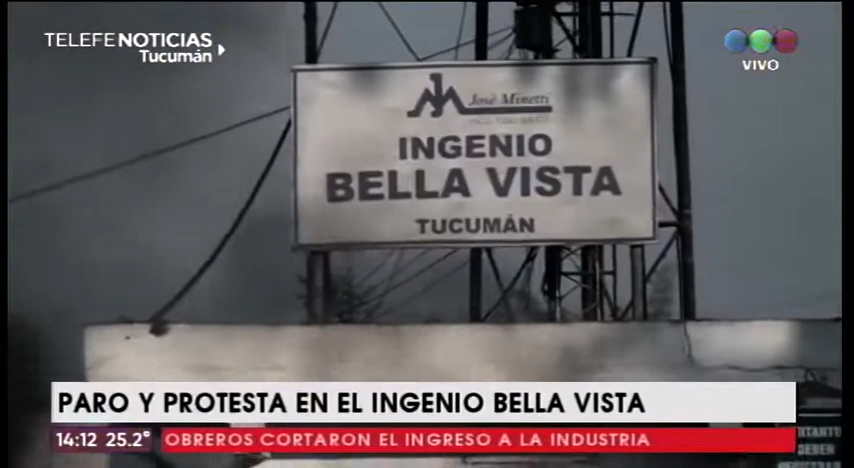 TELEFENOTICIAS
Tucumán
VIVO
José Minetti
INGENIO
BELLA VISTA
TUCUMÁN
PARO Y PROTESTA EN EL INGENIO BELLA VISTA
14:12 25.2°
OBREROS CORTARON EL INGRESO A LA INDUSTRIA
DEBEN